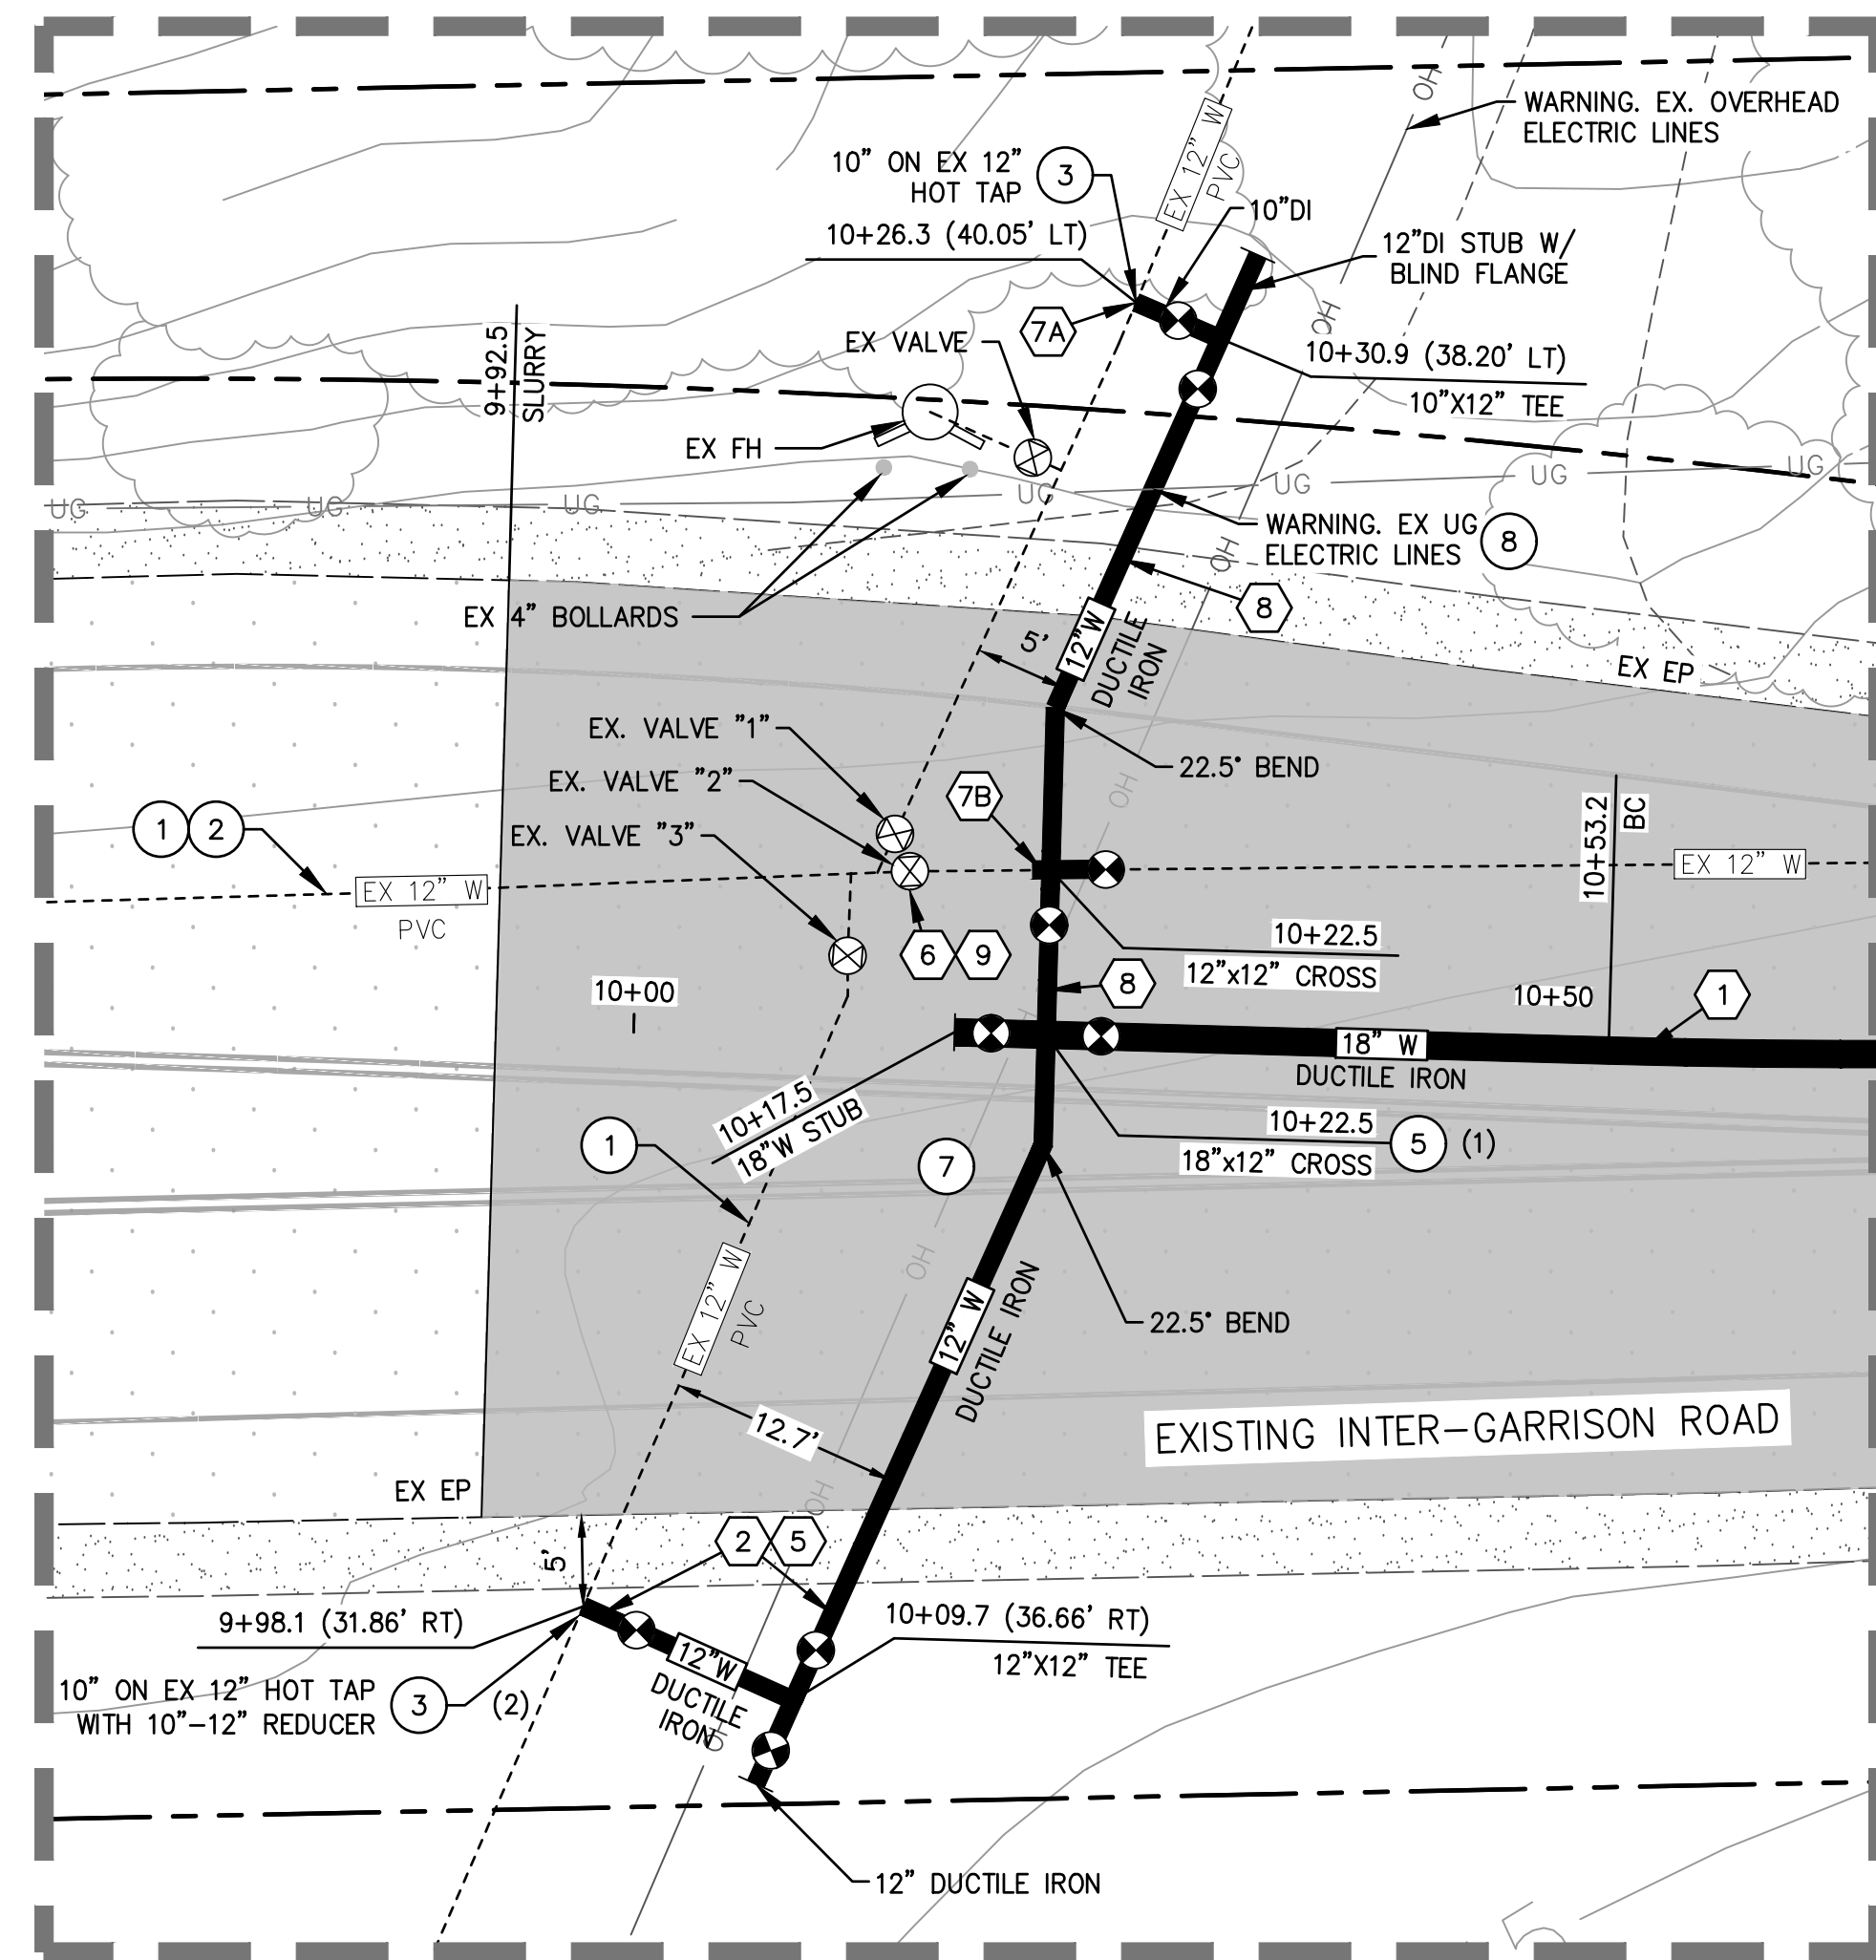 WARNING. EX. OVERHEAD
ELECTRIC LINES
OH
EX 12" W
PVC
10" ON EX 12"
HOT TAP
3
10+26.3 (40.05' LT)
10"DI
12"DI STUB W/
BLIND FLANGE
OH
7A
9+92.5
SLURRY
EX VALVE
10+30.9 (38.20' LT)
10"X12" TEE
EX FH
UG
UG
UG
UG
UG
UG
UG
WARNING. EX UG
ELECTRIC LINES
8
OH
EX 4" BOLLARDS
8
5'
12"W
DUCTILE
IRON
EX EP
EX. VALVE "1"
22.5° BEND
EX. VALVE "2"
7B
OH
EX. VALVE "3"
1
2
10+53.2
BC
EX 12" W
PVC
EX 12" W
6
9
10+22.5
12"x12" CROSS
10+00
8
10+50
1
OH
18" W
DUCTILE IRON
10+17.5
18"W STUB
1
7
10+22.5
18"x12" CROSS
5
(1)
OH
EX 12" W
PVC
12" W
DUCTILE IRON
22.5° BEND
12.7'
EXISTING INTER-GARRISON ROAD
EX EP
OH
2
5
5'
9+98.1 (31.86' RT)
10+09.7 (36.66' RT)
12"X12" TEE
12"W
DUCTILE
IRON
10" ON EX 12" HOT TAP
WITH 10"-12" REDUCER
3
(2)
12" DUCTILE IRON